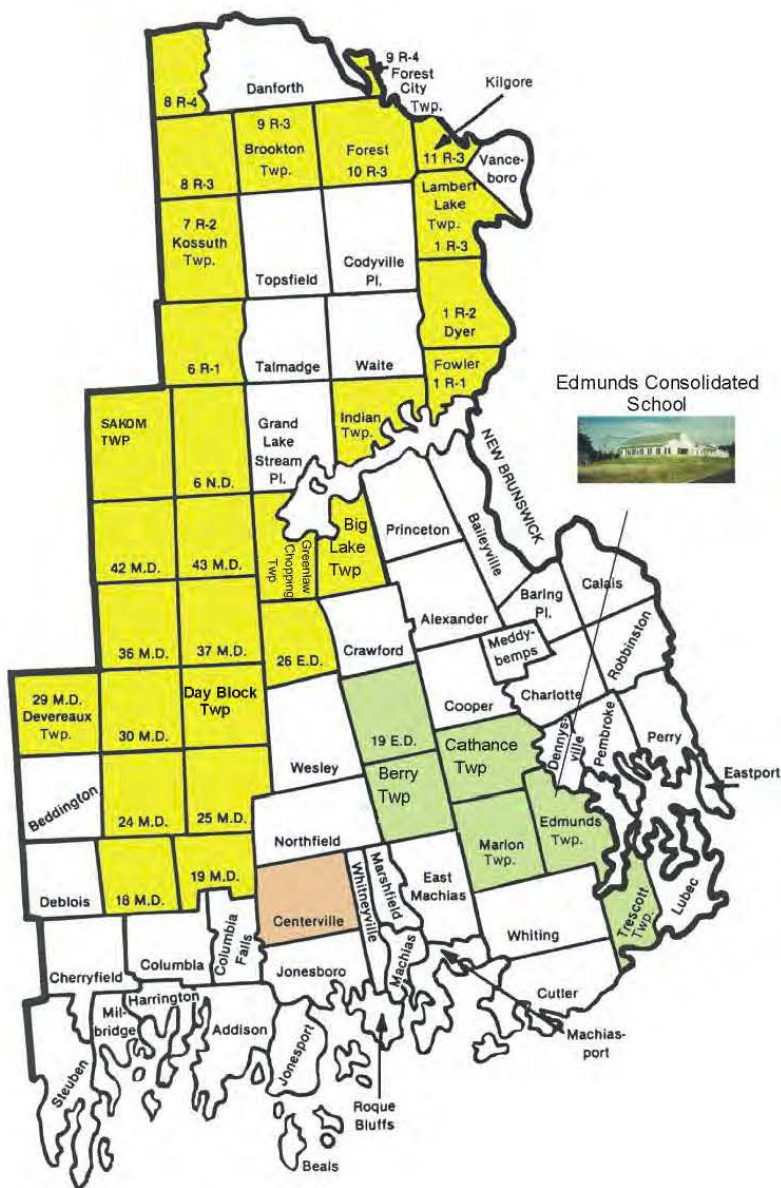 9 R-4
Forest
City
Twp.
Kilgore
8 R-4
Danforth
9 R-3
Brookton
Twp.
Forest
10 R-3
11 R-3
Vance-
boro
8 R-3
Lambert
Lake
Twp.
1 R-3
7 R-2
Kossuth
Twp.
Topsfield
Codyville
Pl.
1 R-2
Dyer
6 R-1
Talmadge
Waite
Fowler
1 R-1
Edmunds Consolidated
School
SAKOM
TWP
6 N.D.
Grand
Lake
Stream
Pl.
Indian
Twp.
NEW BRUNSWICK
42 M.D.
43 M.D.
Greenlaw
Chopping
Twp
Big
Lake
Twp
Princeton
Baileyville
Baring
Pl.
Calais
36 M.D.
37 M.D.
26 E.D.
Crawford
Alexander
Meddy-
bemps
Robbinston
29 M.D.
Devereaux
Twp.
30 M.D.
Day Block
Twp
Wesley
19 E.D.
Cooper
Charlotte
Cathance
Twp
Dennys-
ville
Pembroke
Perry
Eastport
Beddington
24 M.D.
25 M.D.
Northfield
Berry
Twp
Marion
Twp.
Edmunds
Twp.
Deblois
18 M.D.
19 M.D.
Centerville
Whitneyville
Marshfield
East
Machias
Whiting
Trescott
Twp.
Lubec
Cherryfield
Columbia
Columbia
Falls
Jonesboro
Machias
Cutler
Mil-
bridge
Harrington
Addison
Machias-
port
Steuben
Jonesport
Roque
Bluffs
Beals